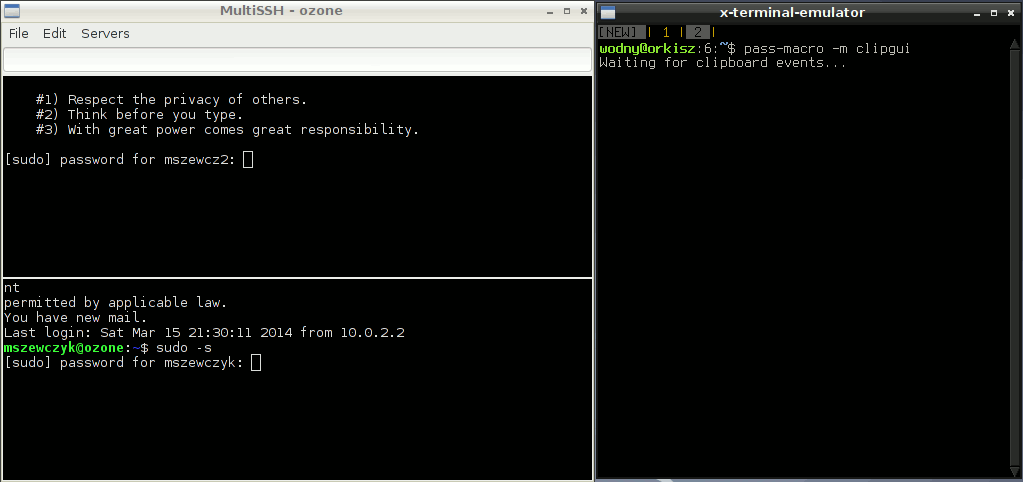 MultiSSH - ozone
File Edit Servers
#1) Respect the privacy of others.
#2) Think before you type.
#3) With great power comes great responsibility.
[sudo] password for mszewcz2:
nt
permitted by applicable law.
You have new mail.
Last login: Sat Mar 15 21:30:11 2014 from 10.0.2.2
mszewczyk@ozone:~$ sudo -s
[sudo] password for mszewczyk:
x-terminal-emulator
[NEW] | 1 | 2 |
wodny@orkisz:6:~$ pass-macro -m clipgui
Waiting for clipboard events...